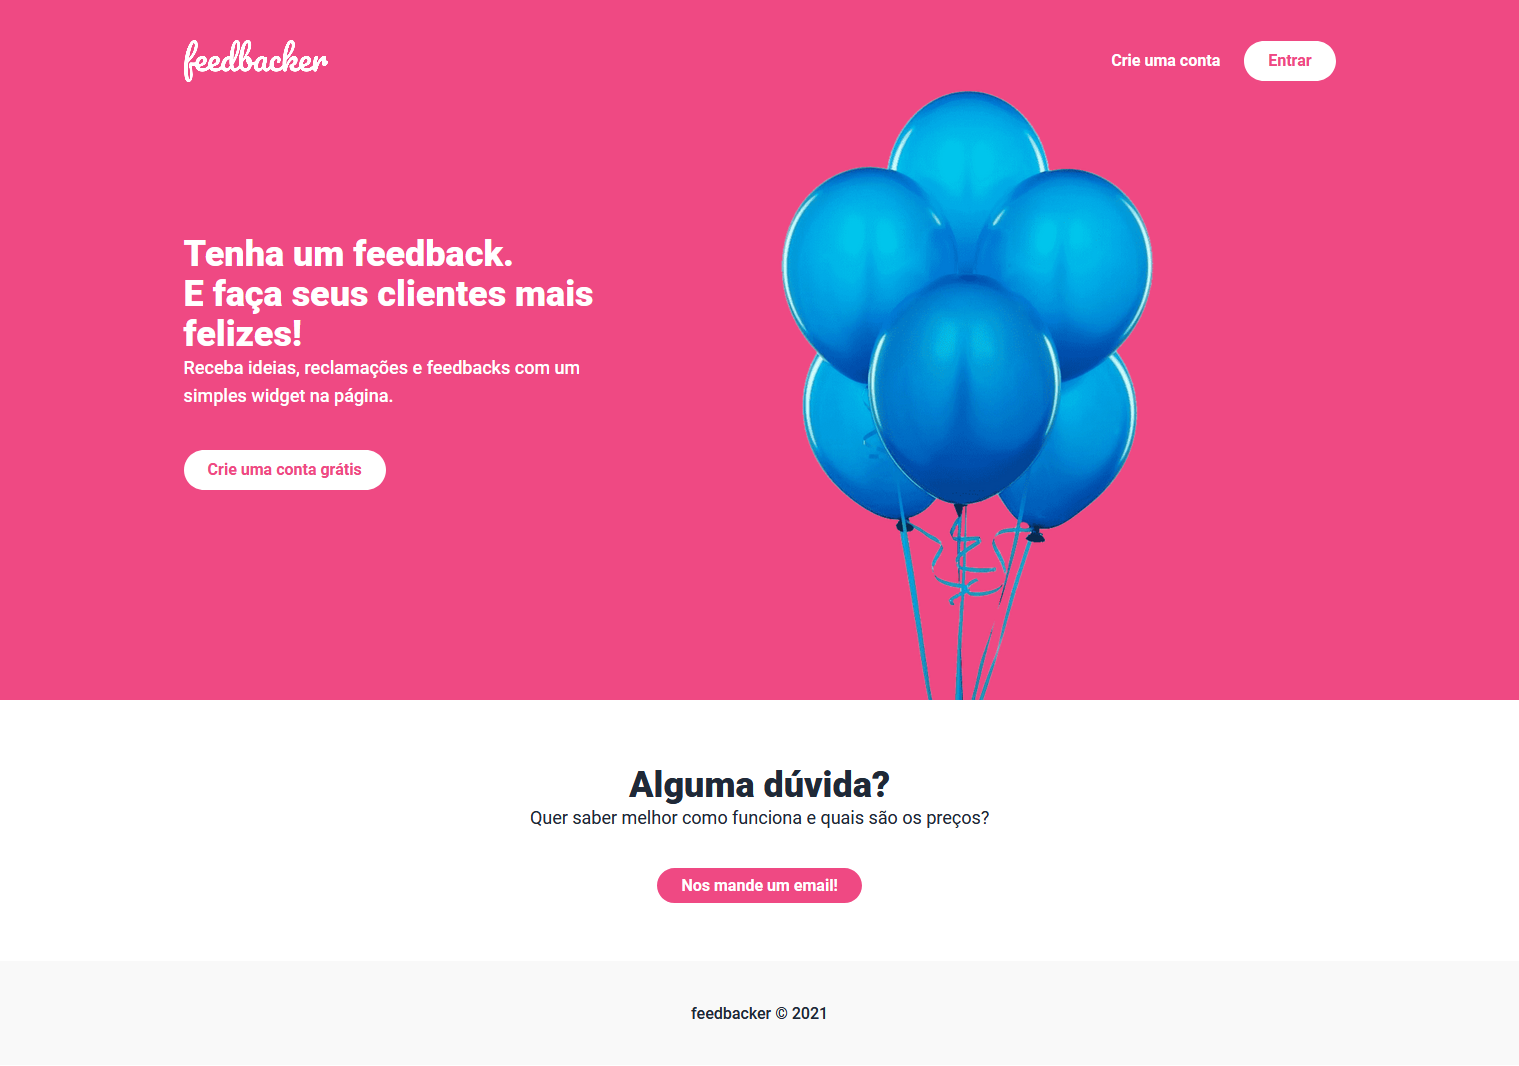 feedbacker
Crie uma conta
Entrar
Tenha um feedback.
E faça seus clientes mais
felizes!
Receba ideias, reclamações e feedbacks com um
simples widget na página.
Crie uma conta grátis
Alguma dúvida?
Quer saber melhor como funciona e quais são os preços?
Nos mande um email!
feedbacker © 2021